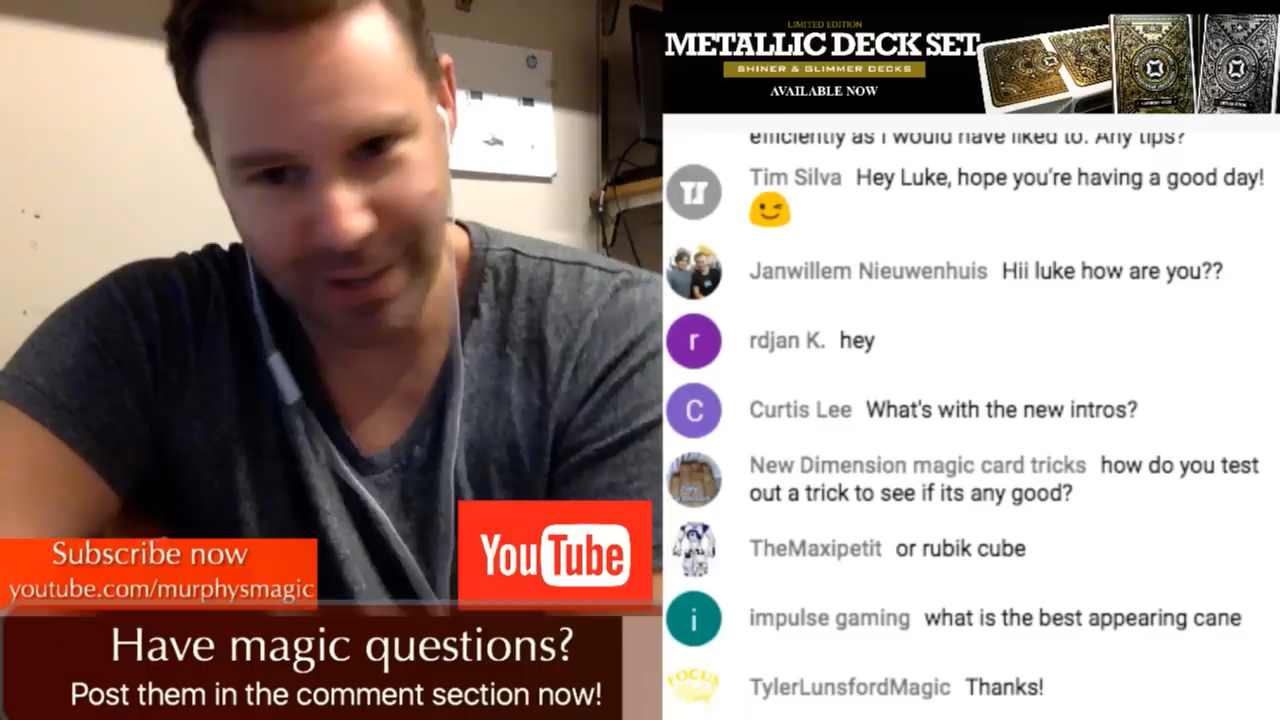 LIMITED EDITION
METALLIC DECK SET
SHINER & GLIMMER DECKS
AVAILABLE NOW
efficiently as I would have liked to. Any tips?
Tim Silva Hey Luke, hope you're having a good day!
Janwillem Nieuwenhuis Hii luke how are you??
r rdjan K. hey
C Curtis Lee What's with the new intros?
New Dimension magic card tricks how do you test
out a trick to see if its any good?
TheMaxipetit or rubik cube
i impulse gaming what is the best appearing cane
FOCUS
TylerLunsfordMagic Thanks!
hp
YouTube
Subscribe now
youtube.com/murphysmagic
Have magic questions?
Post them in the comment section now!